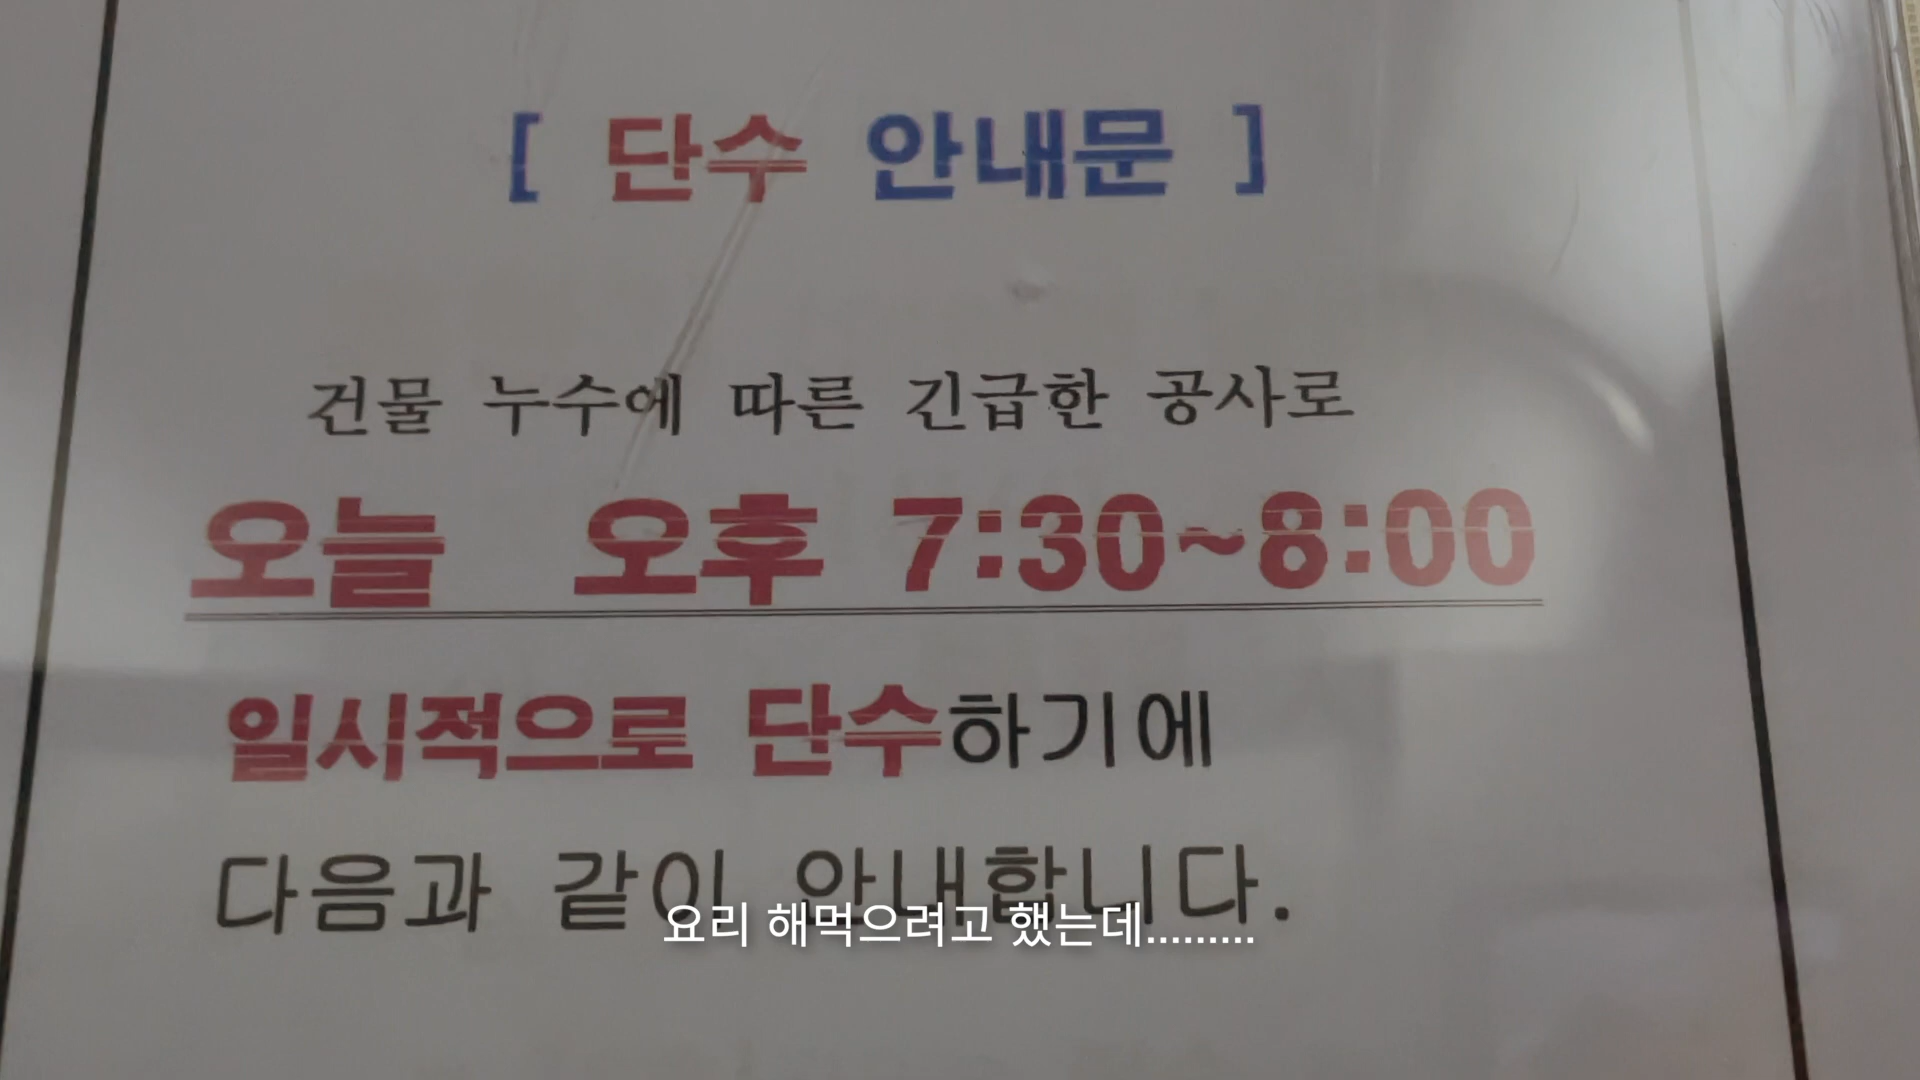 [ 단수 안내문 ]
건물 누수에 따른 긴급한 공사로
오늘 오후 7:30~8:00
일시적으로 단수하기에
다음과 같이 안내합니다.
요리 해먹으려고 했는데.........